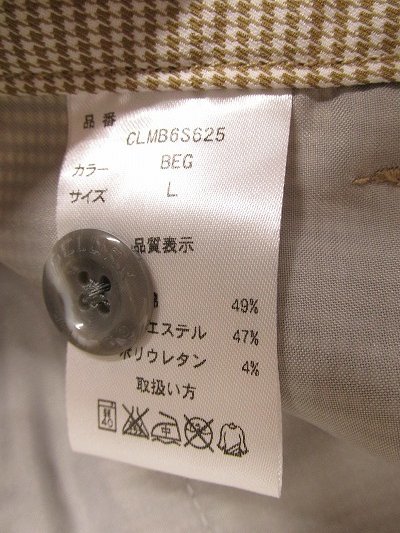 品番 CLMB6S625
カラー BEG
サイズ L
品質表示
綿 49%
エステル 47%
ポリウレタン 4%
取扱い方